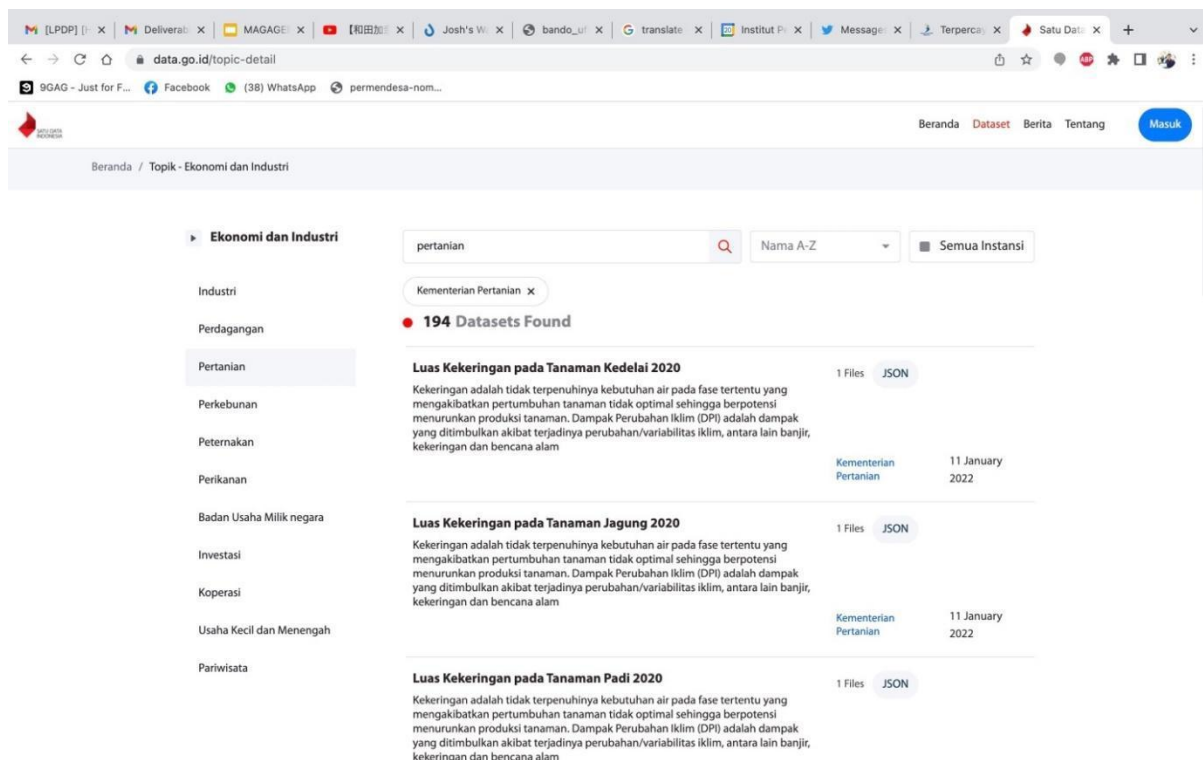 [LPDP] [H
Deliverab
MAGAGE
【和田加
Josh's W
bando_uf
translate
Institut Pe
Message
Terpercay
Satu Data
data.go.id/topic-detail
9GAG - Just for F...
Facebook
(38) WhatsApp
permendesa-nom...
SATU DATA
INDONESIA
Beranda
Dataset
Berita
Tentang
Masuk
Beranda / Topik - Ekonomi dan Industri
Ekonomi dan Industri
Industri
Perdagangan
Pertanian
Perkebunan
Peternakan
Perikanan
Badan Usaha Milik negara
Investasi
Koperasi
Usaha Kecil dan Menengah
Pariwisata
pertanian
Nama A-Z
Semua Instansi
Kementerian Pertanian x
194 Datasets Found
Luas Kekeringan pada Tanaman Kedelai 2020
Kekeringan adalah tidak terpenuhinya kebutuhan air pada fase tertentu yang
mengakibatkan pertumbuhan tanaman tidak optimal sehingga berpotensi
menurunkan produksi tanaman. Dampak Perubahan Iklim (DPI) adalah dampak
yang ditimbulkan akibat terjadinya perubahan/variabilitas iklim, antara lain banjir,
kekeringan dan bencana alam
1 Files JSON
Kementerian
Pertanian
11 January
2022
Luas Kekeringan pada Tanaman Jagung 2020
Kekeringan adalah tidak terpenuhinya kebutuhan air pada fase tertentu yang
mengakibatkan pertumbuhan tanaman tidak optimal sehingga berpotensi
menurunkan produksi tanaman. Dampak Perubahan Iklim (DPI) adalah dampak
yang ditimbulkan akibat terjadinya perubahan/variabilitas iklim, antara lain banjir,
kekeringan dan bencana alam
1 Files JSON
Kementerian
Pertanian
11 January
2022
Luas Kekeringan pada Tanaman Padi 2020
Kekeringan adalah tidak terpenuhinya kebutuhan air pada fase tertentu yang
mengakibatkan pertumbuhan tanaman tidak optimal sehingga berpotensi
menurunkan produksi tanaman. Dampak Perubahan Iklim (DPI) adalah dampak
yang ditimbulkan akibat terjadinya perubahan/variabilitas iklim, antara lain banjir,
kekeringan dan bencana alam
1 Files JSON